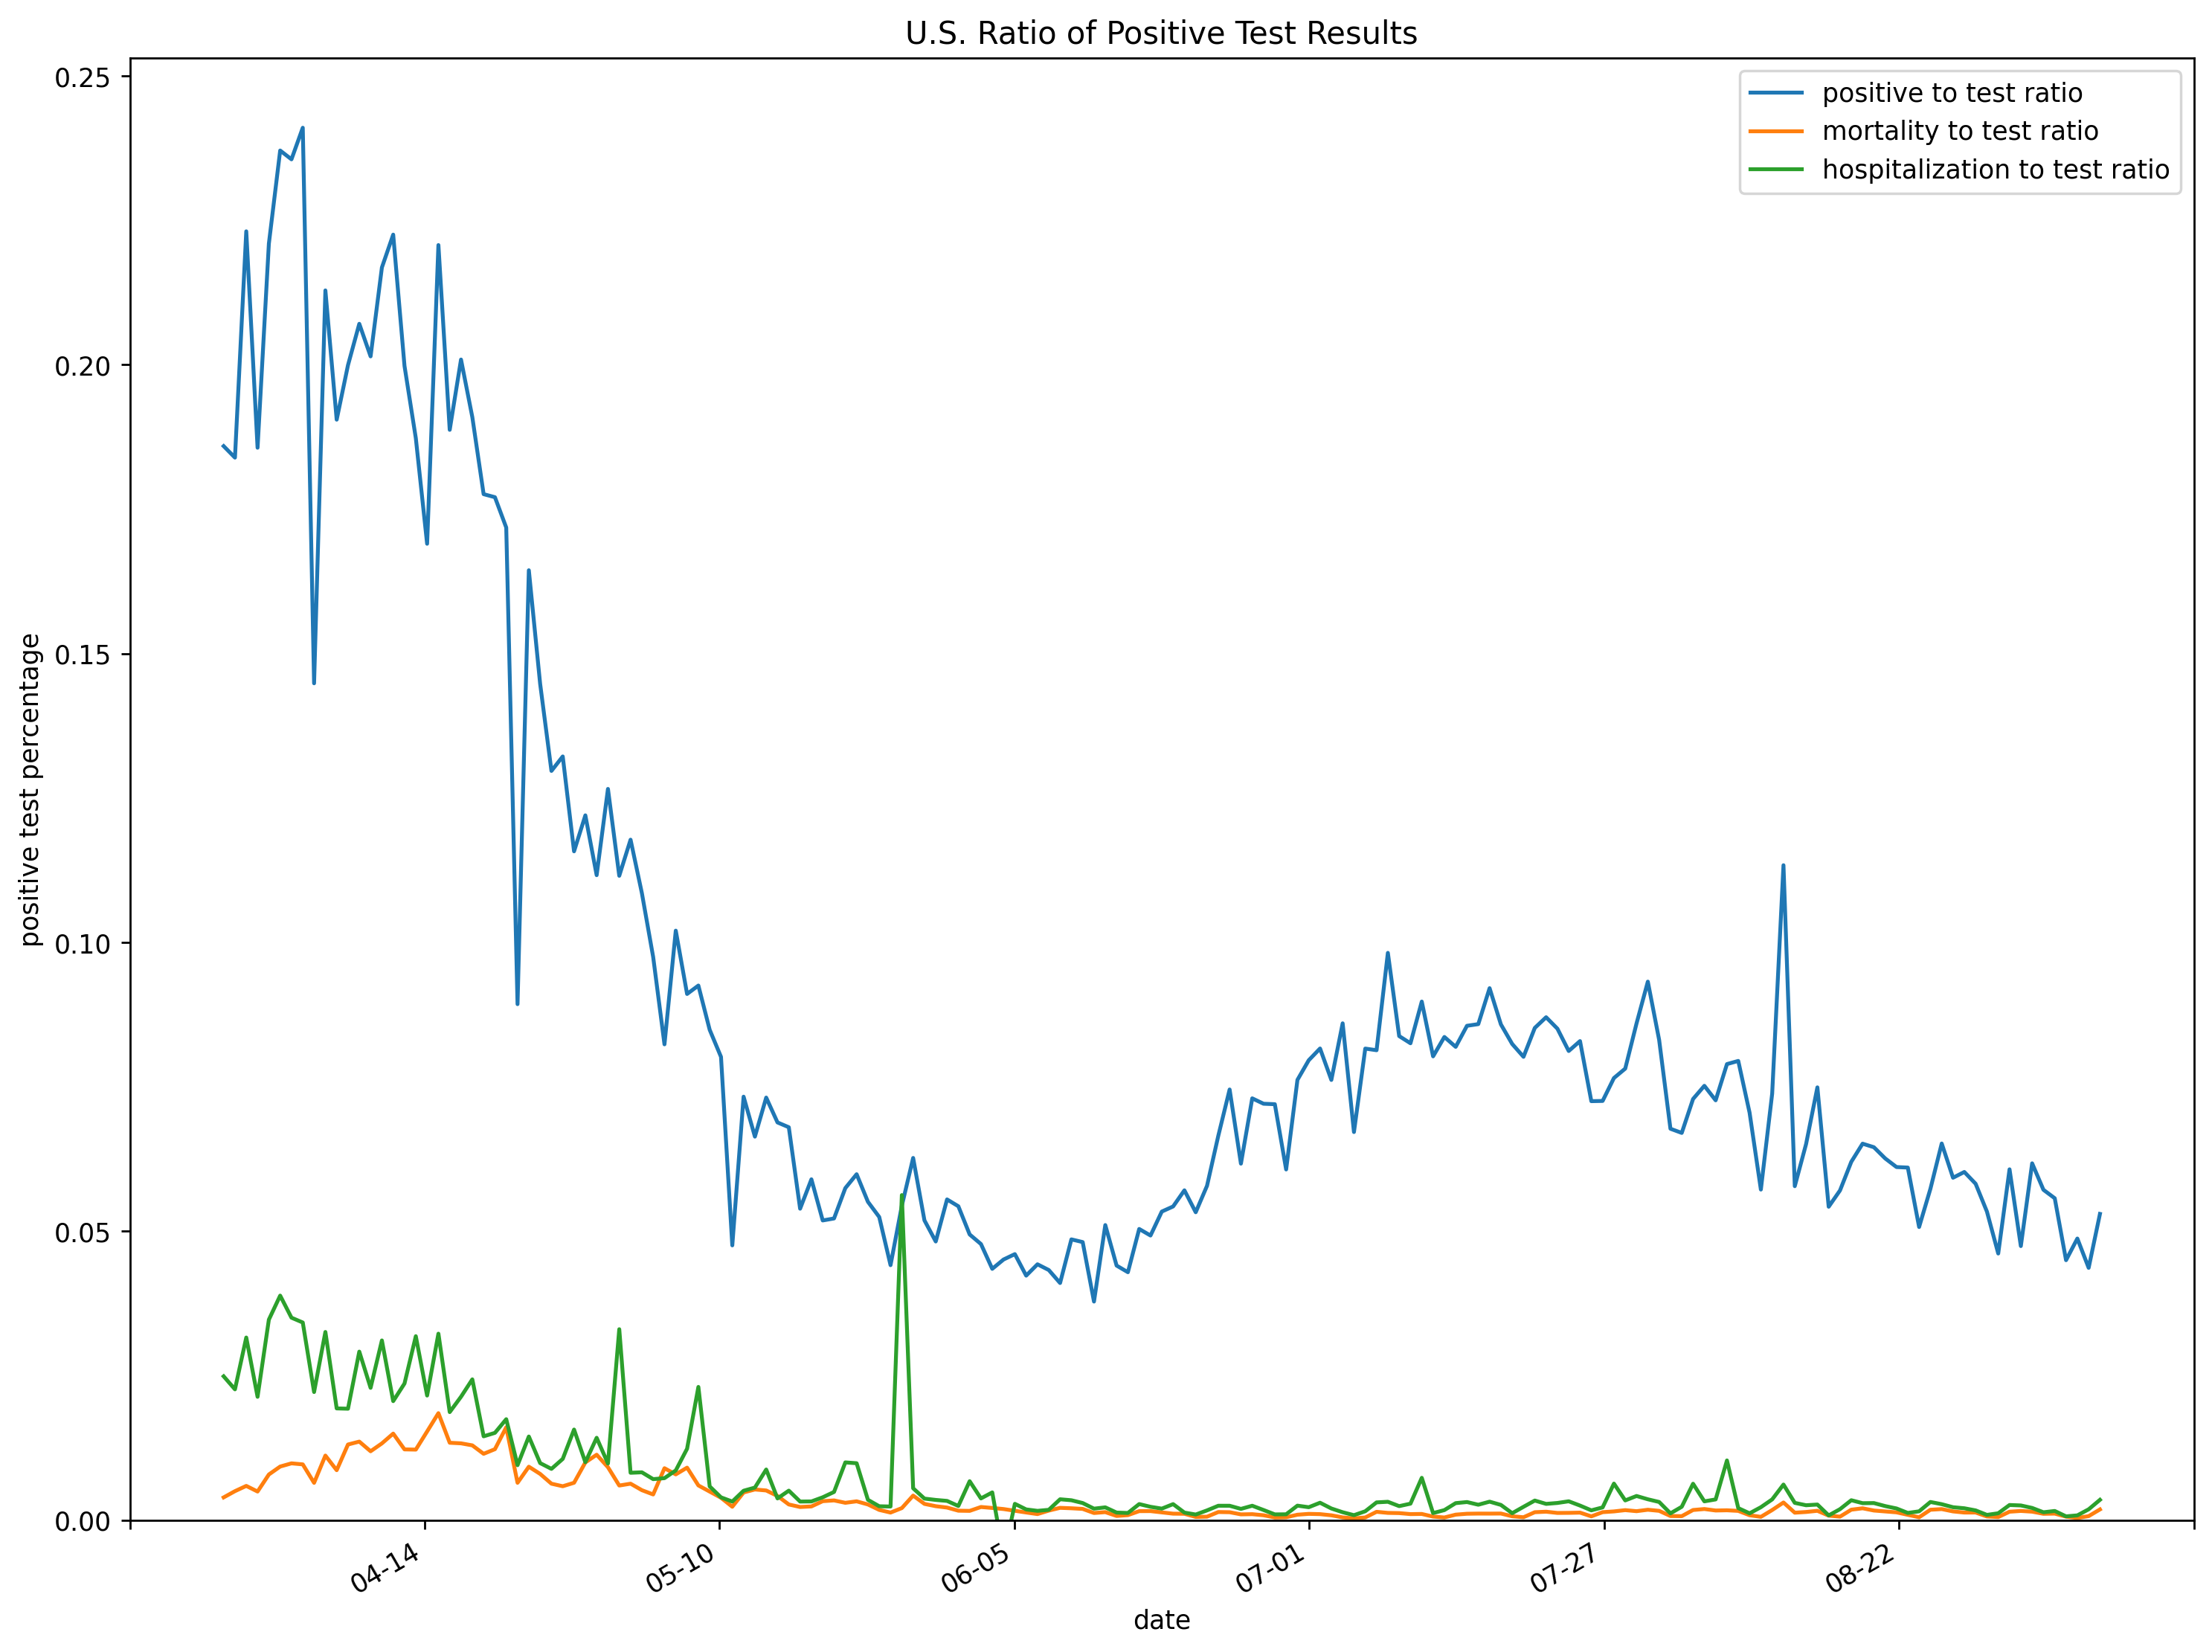 U.S. Ratio of Positive Test Results
positive to test ratio
mortality to test ratio
hospitalization to test ratio
positive test percentage
0.25
0.20
0.15
0.10
0.05
0.00
04-14
05-10
06-05
07-01
07-27
08-22
date